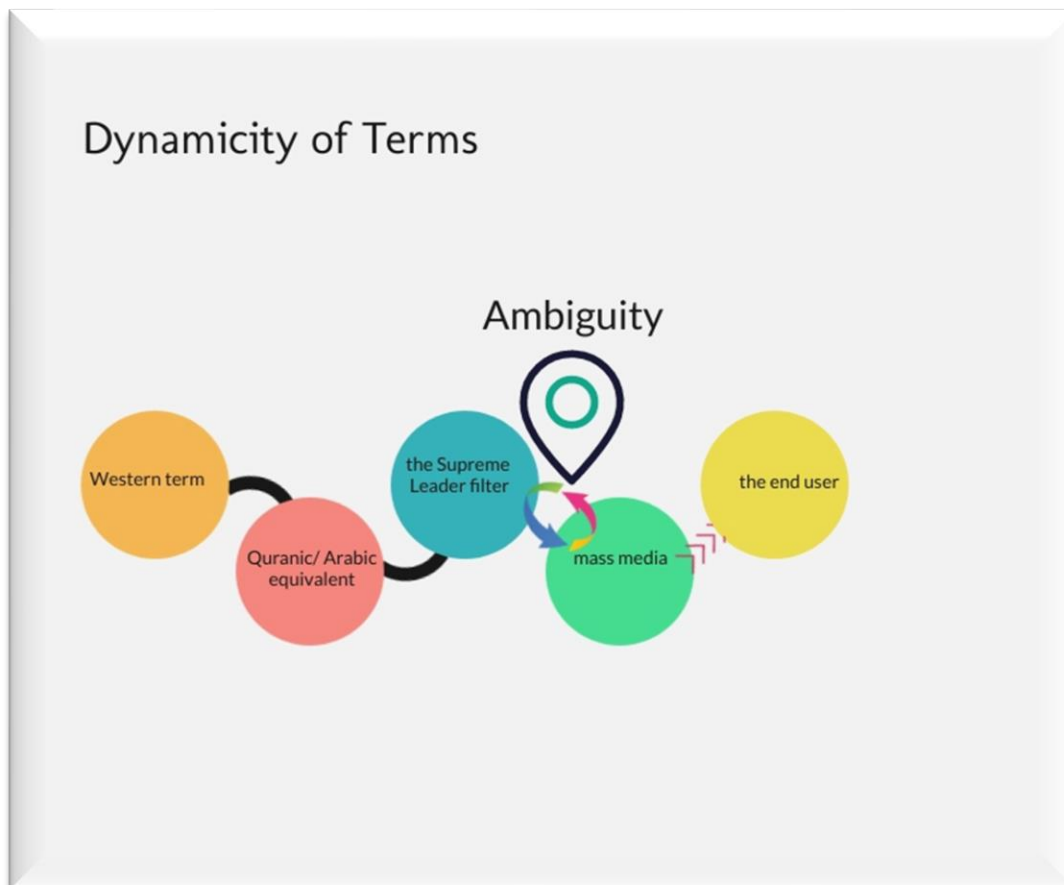 Dynamicity of Terms
Ambiguity
Western term
Quranic/ Arabic
equivalent
the Supreme
Leader filter
mass media
the end user